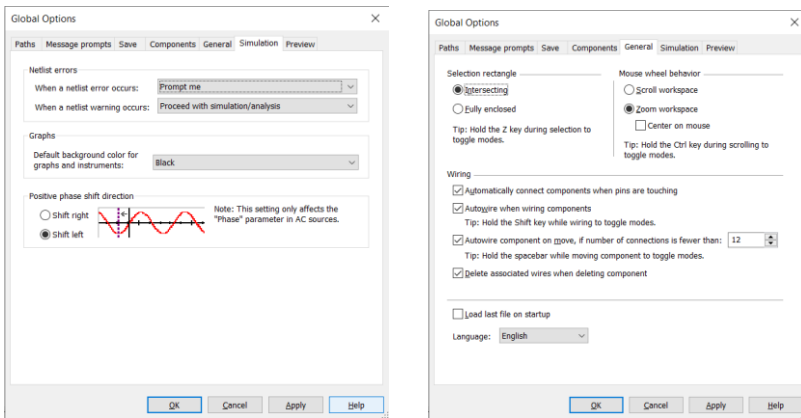 Global Options
Paths Message prompts Save Components General Simulation Preview
Netlist errors
When a netlist error occurs: Prompt me
When a netlist warning occurs: Proceed with simulation/analysis
Graphs
Default background color for
graphs and instruments: Black
Positive phase shift direction
Shift right
Shift left
Note: This setting only affects the
"Phase" parameter in AC sources.
OK Cancel Apply Help
Global Options
Paths Message prompts Save Components General Simulation Preview
Selection rectangle
Intersecting
Fully enclosed
Tip: Hold the Z key during selection to
toggle modes.
Mouse wheel behavior
Scroll workspace
Zoom workspace
Center on mouse
Tip: Hold the Ctrl key during scrolling to
toggle modes.
Wiring
Automatically connect components when pins are touching
Autowire when wiring components
Tip: Hold the Shift key while wiring to toggle modes.
Autowire component on move, if number of connections is fewer than: 12
Tip: Hold the spacebar while moving component to toggle modes.
Delete associated wires when deleting component
Load last file on startup
Language: English
OK Cancel Apply Help